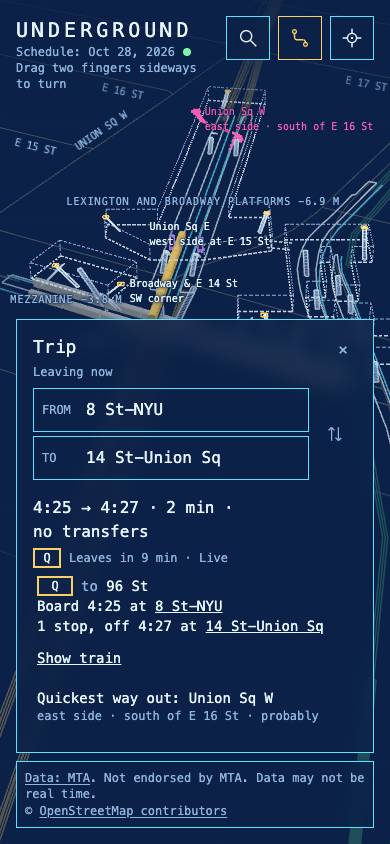 UNDERGROUND
Schedule: Oct 28, 2026
Drag two fingers sideways
to turn
E 16 ST
E 17 ST
UNION SQ W
E 15 ST
Union Sq W
east side · south of E 16 St
LEXINGTON AND BROADWAY PLATFORMS −6.9 M
Union Sq E
west side at E 15 St
Broadway & E 14 St
SW corner
MEZZANINE −3.8 M
Trip
×
Leaving now
FROM 8 St–NYU
TO 14 St–Union Sq
4:25 → 4:27 · 2 min ·
no transfers
Q Leaves in 9 min · Live
Q to 96 St
Board 4:25 at 8 St–NYU
1 stop, off 4:27 at 14 St–Union Sq
Show train
Quickest way out: Union Sq W
east side · south of E 16 St · probably
Data: MTA. Not endorsed by MTA. Data may not be
real time.
© OpenStreetMap contributors